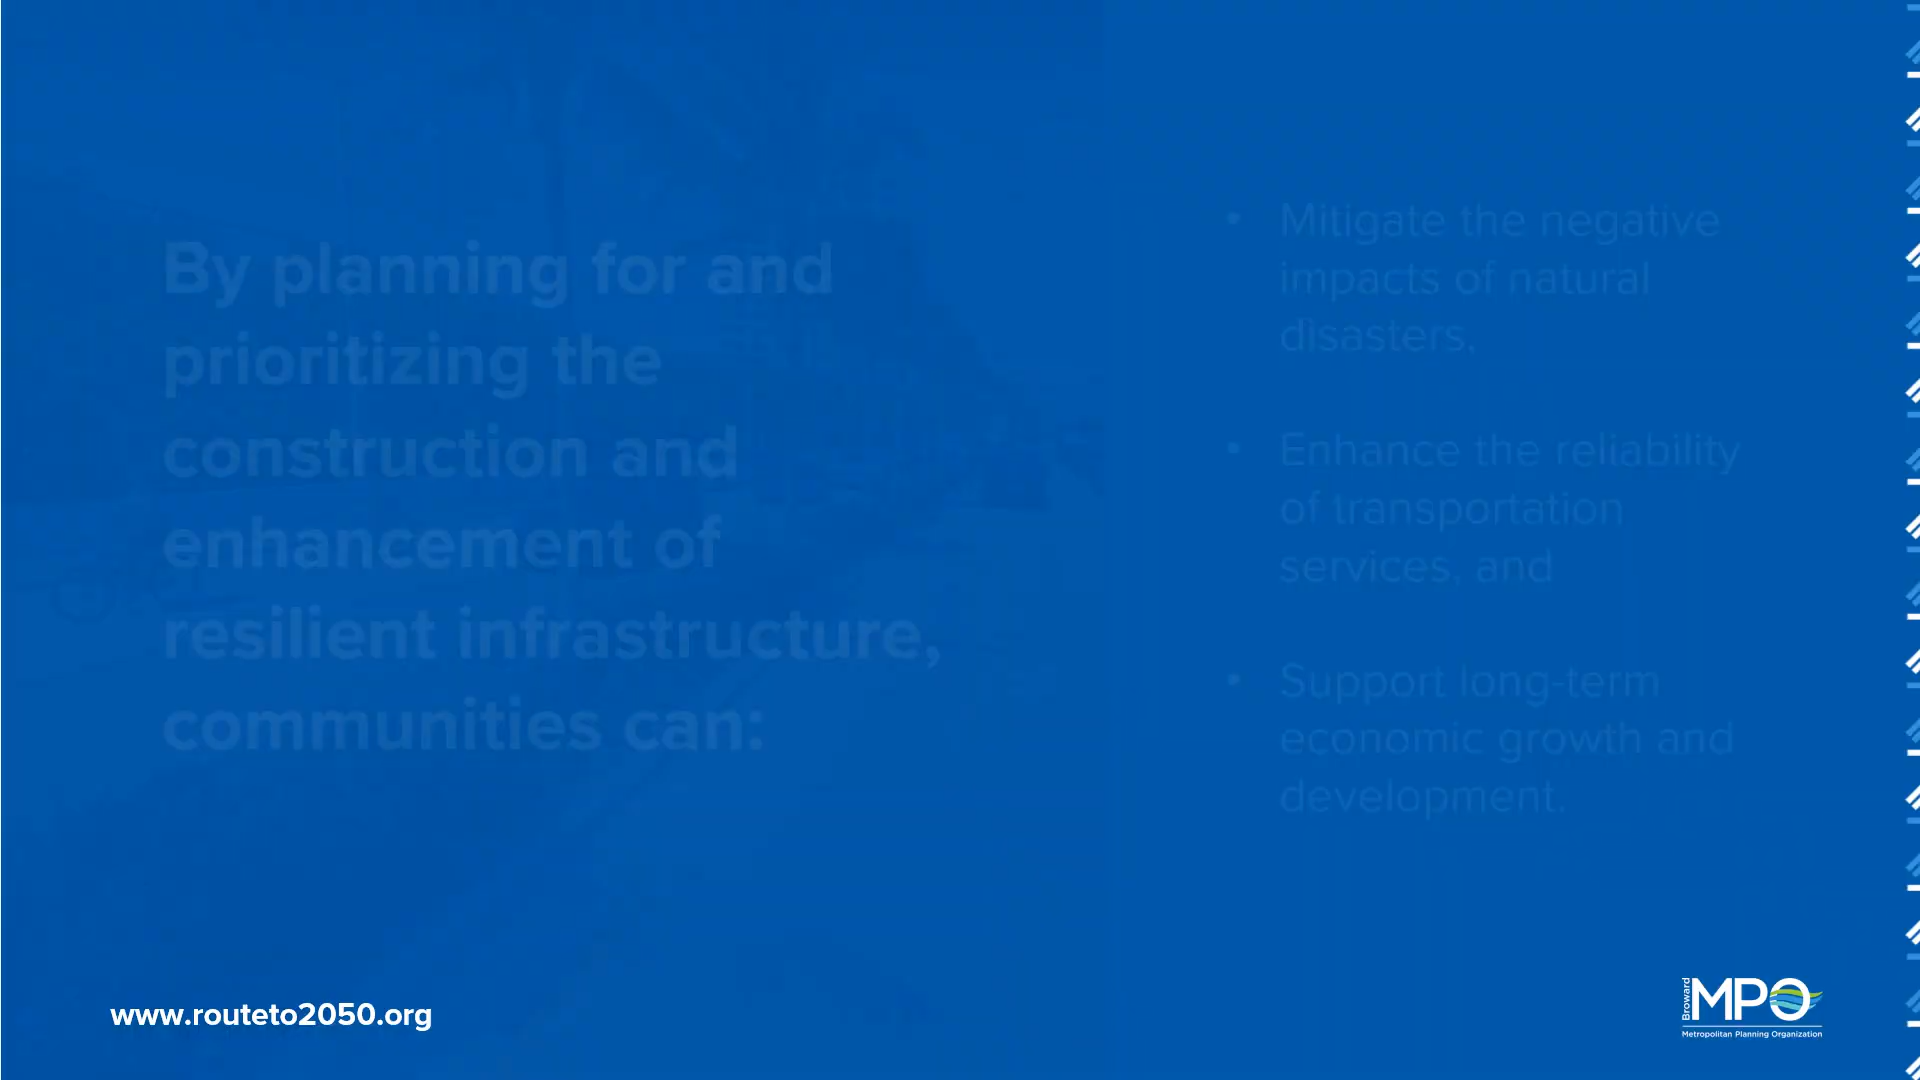 By planning for and
prioritizing the
construction and
enhancement of
resilient infrastructure,
communities can:
• Mitigate the negative
impacts of natural
disasters,
• Enhance the reliability
of transportation
services, and
• Support long-term
economic growth and
development.
www.routeto2050.org
Broward
MPO
Metropolitan Planning Organization